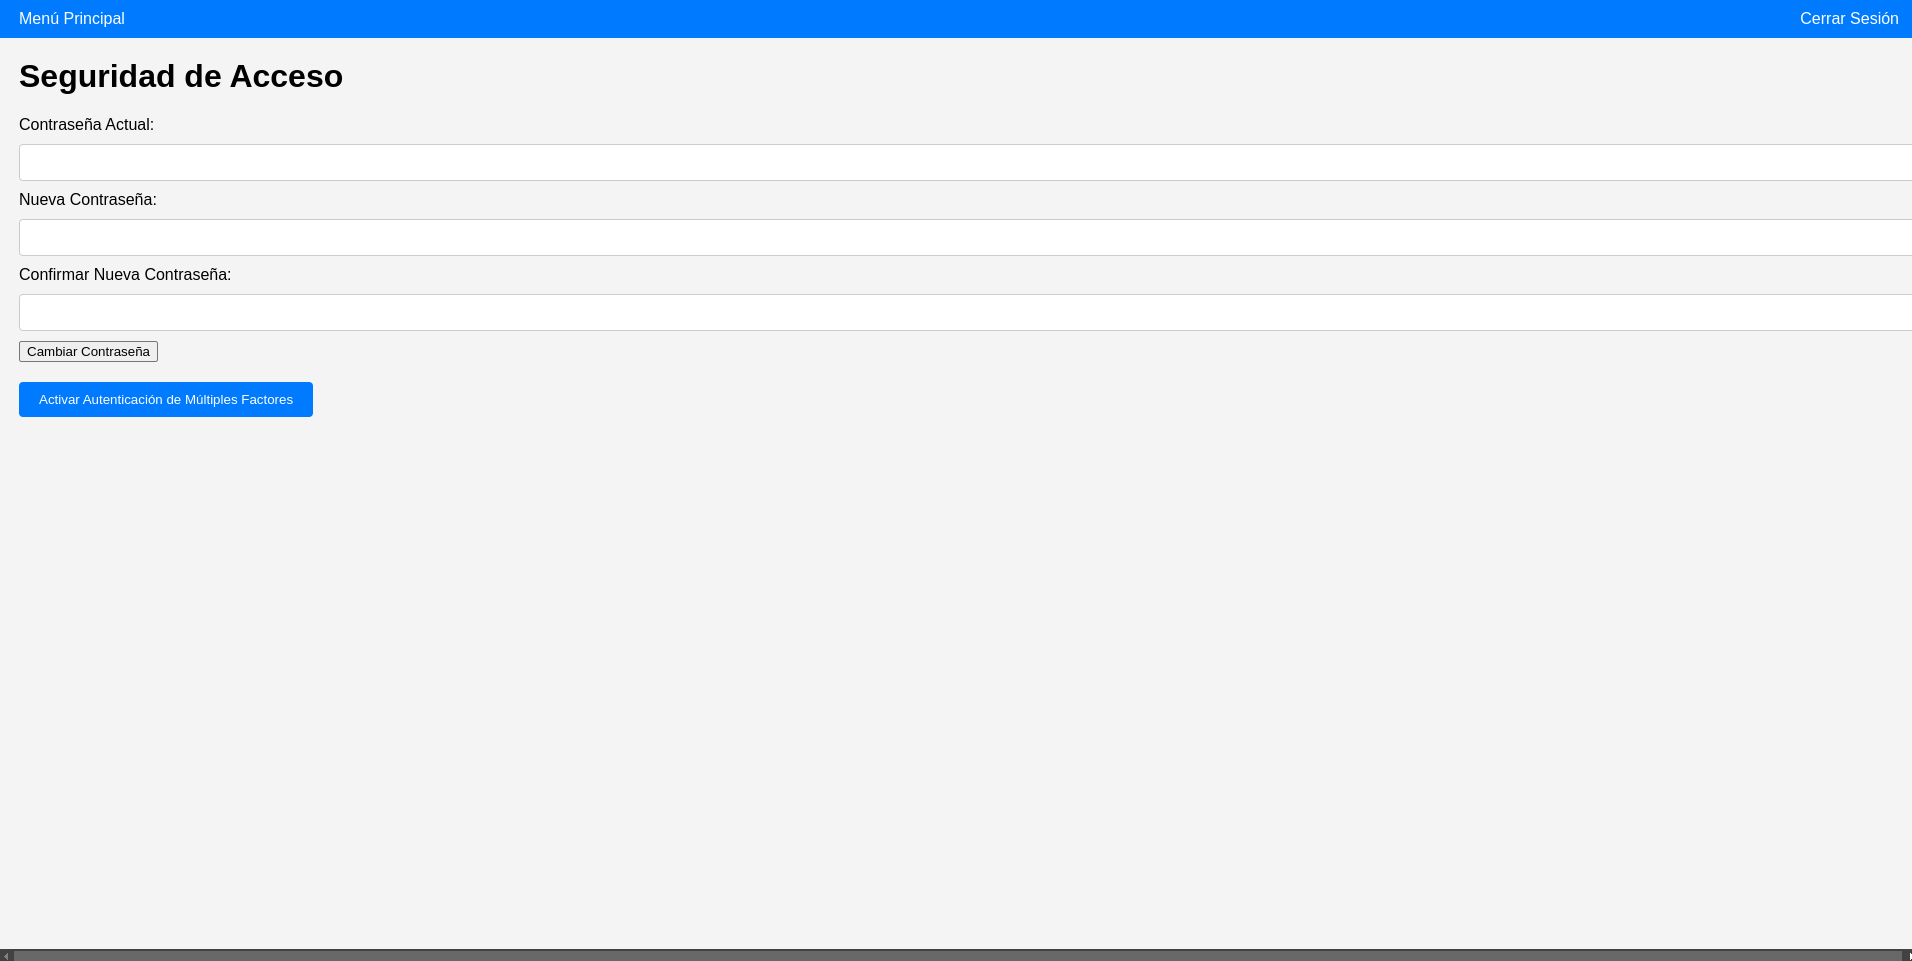 Menú Principal
Cerrar Sesión
Seguridad de Acceso
Contraseña Actual:
Nueva Contraseña:
Confirmar Nueva Contraseña:
Cambiar Contraseña
Activar Autenticación de Múltiples Factores